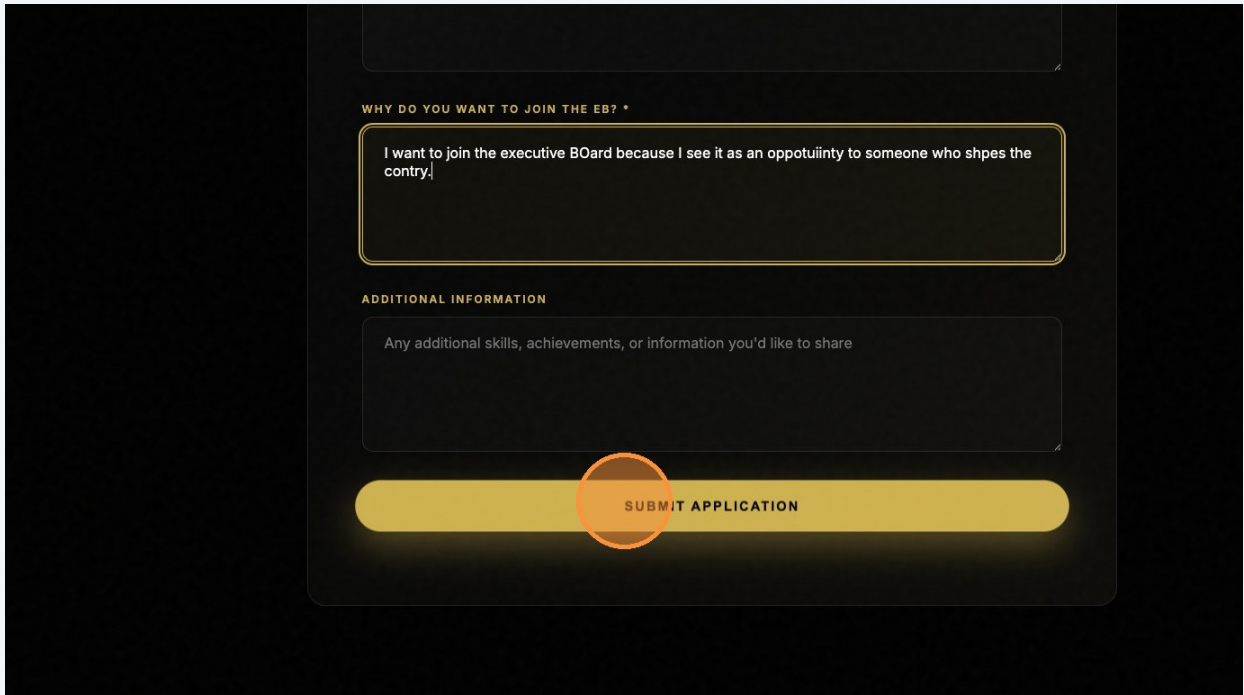 WHY DO YOU WANT TO JOIN THE EB? *
I want to join the executive BOard because I see it as an oppotuiinty to someone who shpes the
contry.
ADDITIONAL INFORMATION
Any additional skills, achievements, or information you'd like to share
SUBMIT APPLICATION